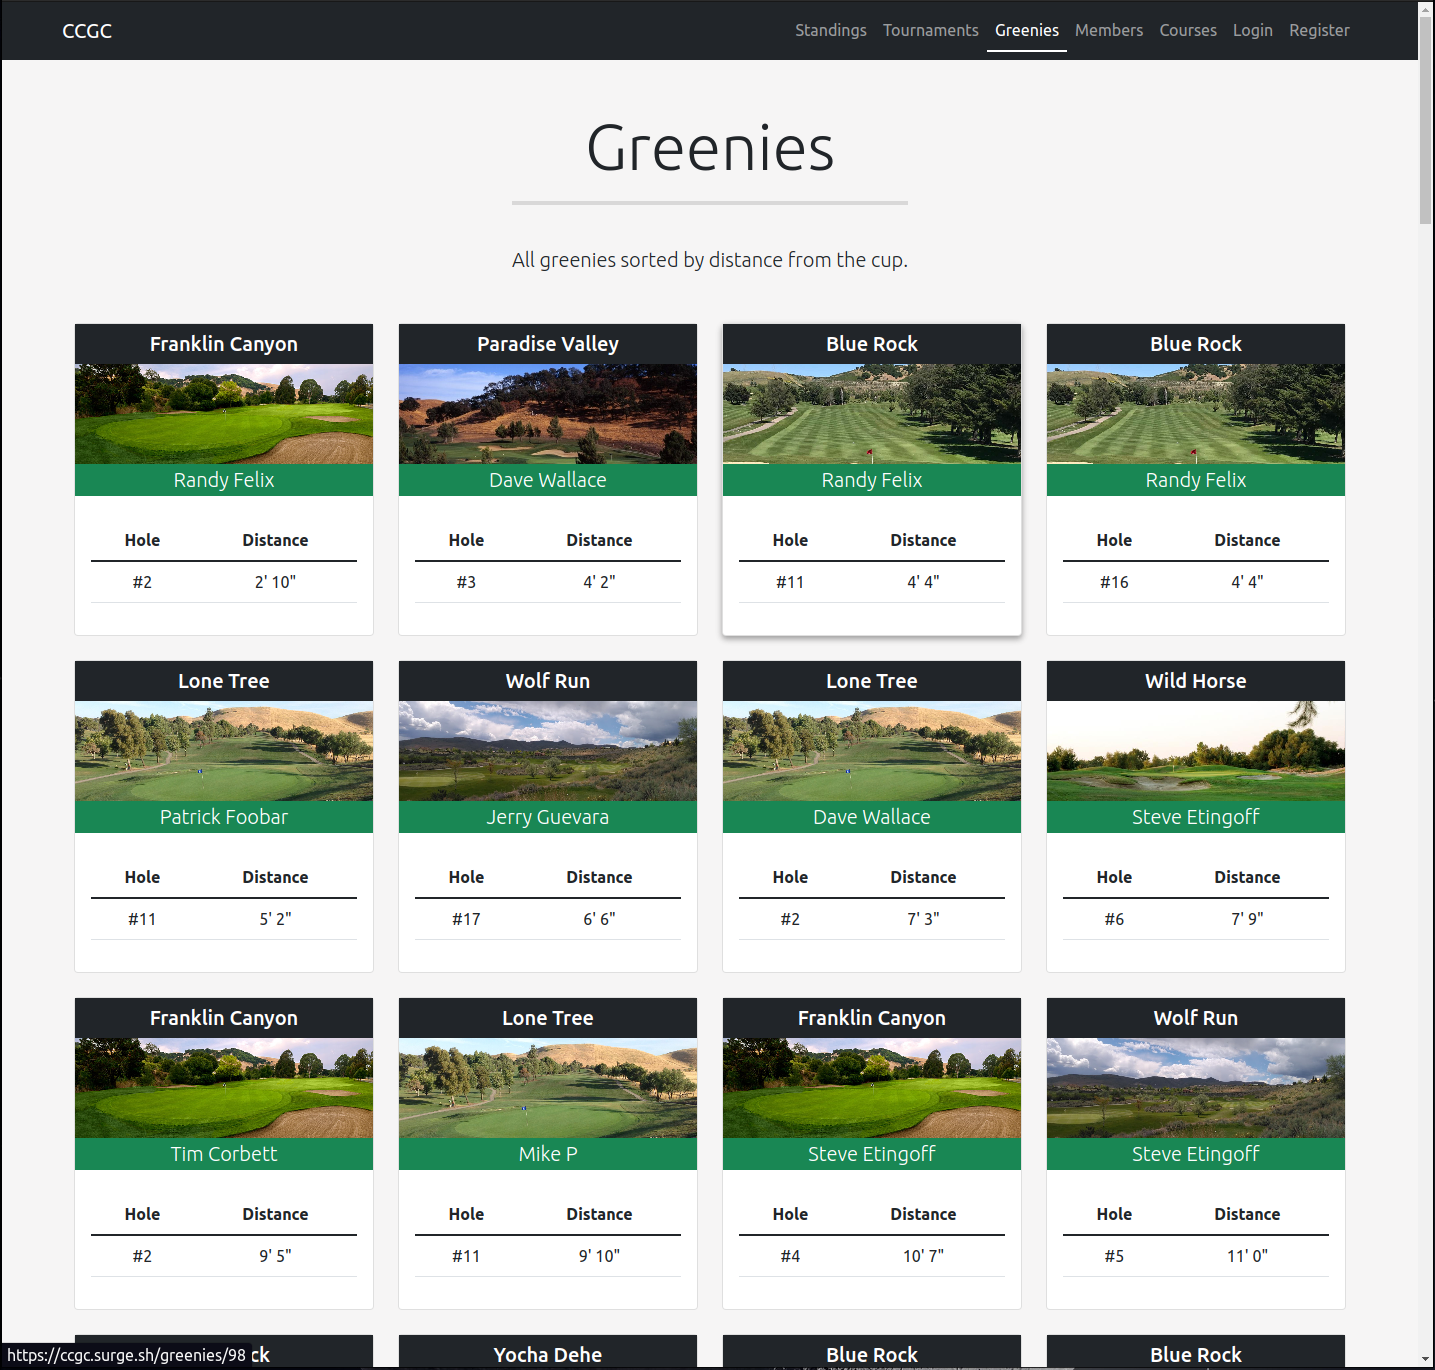 CCGC
Standings Tournaments Greenies Members Courses Login Register
Greenies
All greenies sorted by distance from the cup.
Franklin Canyon
Randy Felix
Hole Distance
#2 2' 10"
Paradise Valley
Dave Wallace
Hole Distance
#3 4' 2"
Blue Rock
Randy Felix
Hole Distance
#11 4' 4"
Blue Rock
Randy Felix
Hole Distance
#16 4' 4"
Lone Tree
Patrick Foobar
Hole Distance
#11 5' 2"
Wolf Run
Jerry Guevara
Hole Distance
#17 6' 6"
Lone Tree
Dave Wallace
Hole Distance
#2 7' 3"
Wild Horse
Steve Etingoff
Hole Distance
#6 7' 9"
Franklin Canyon
Tim Corbett
Hole Distance
#2 9' 5"
Lone Tree
Mike P
Hole Distance
#11 9' 10"
Franklin Canyon
Steve Etingoff
Hole Distance
#4 10' 7"
Wolf Run
Steve Etingoff
Hole Distance
#5 11' 0"
https://ccgc.surge.sh/greenies/98 ck
Yocha Dehe
Blue Rock
Blue Rock